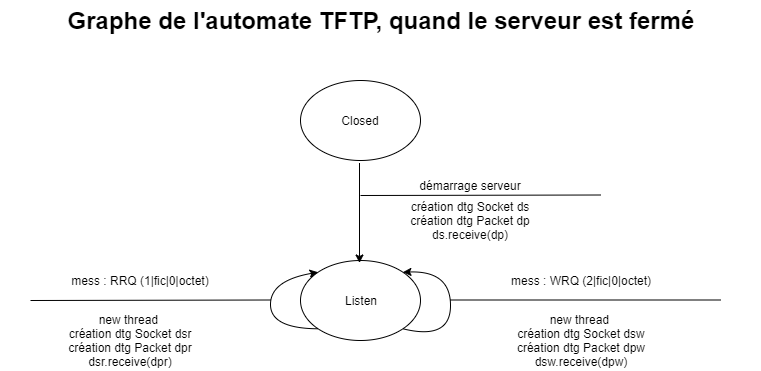 Graphe de l'automate TFTP, quand le serveur est fermé
Closed
démarrage serveur
création dtg Socket ds
création dtg Packet dp
ds.receive(dp)
mess : RRQ (1|fic|0|octet)
new thread
création dtg Socket dsr
création dtg Packet dpr
dsr.receive(dpr)
Listen
mess : WRQ (2|fic|0|octet)
new thread
création dtg Socket dsw
création dtg Packet dpw
dsw.receive(dpw)